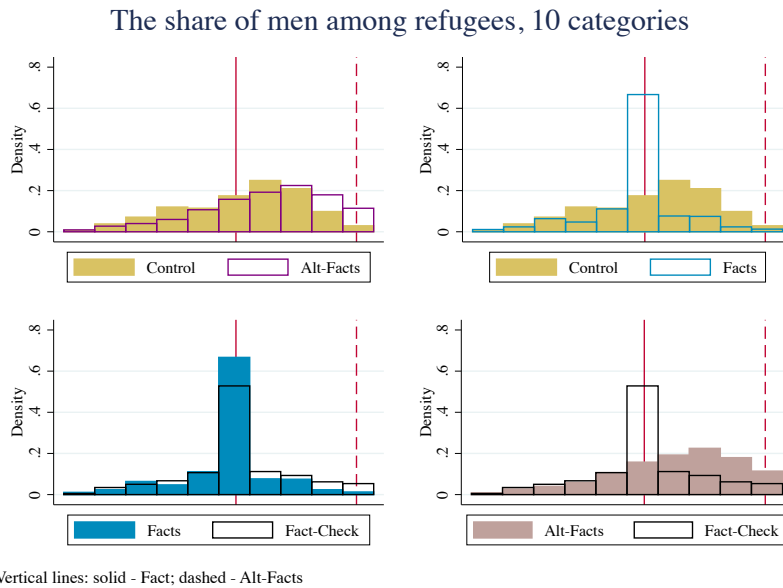 The share of men among refugees, 10 categories
Density
0 .2 .4 .6 .8
Control Alt-Facts
Density
0 .2 .4 .6 .8
Control Facts
Density
0 .2 .4 .6 .8
Facts Fact-Check
Density
0 .2 .4 .6 .8
Alt-Facts Fact-Check
Vertical lines: solid - Fact; dashed - Alt-Facts